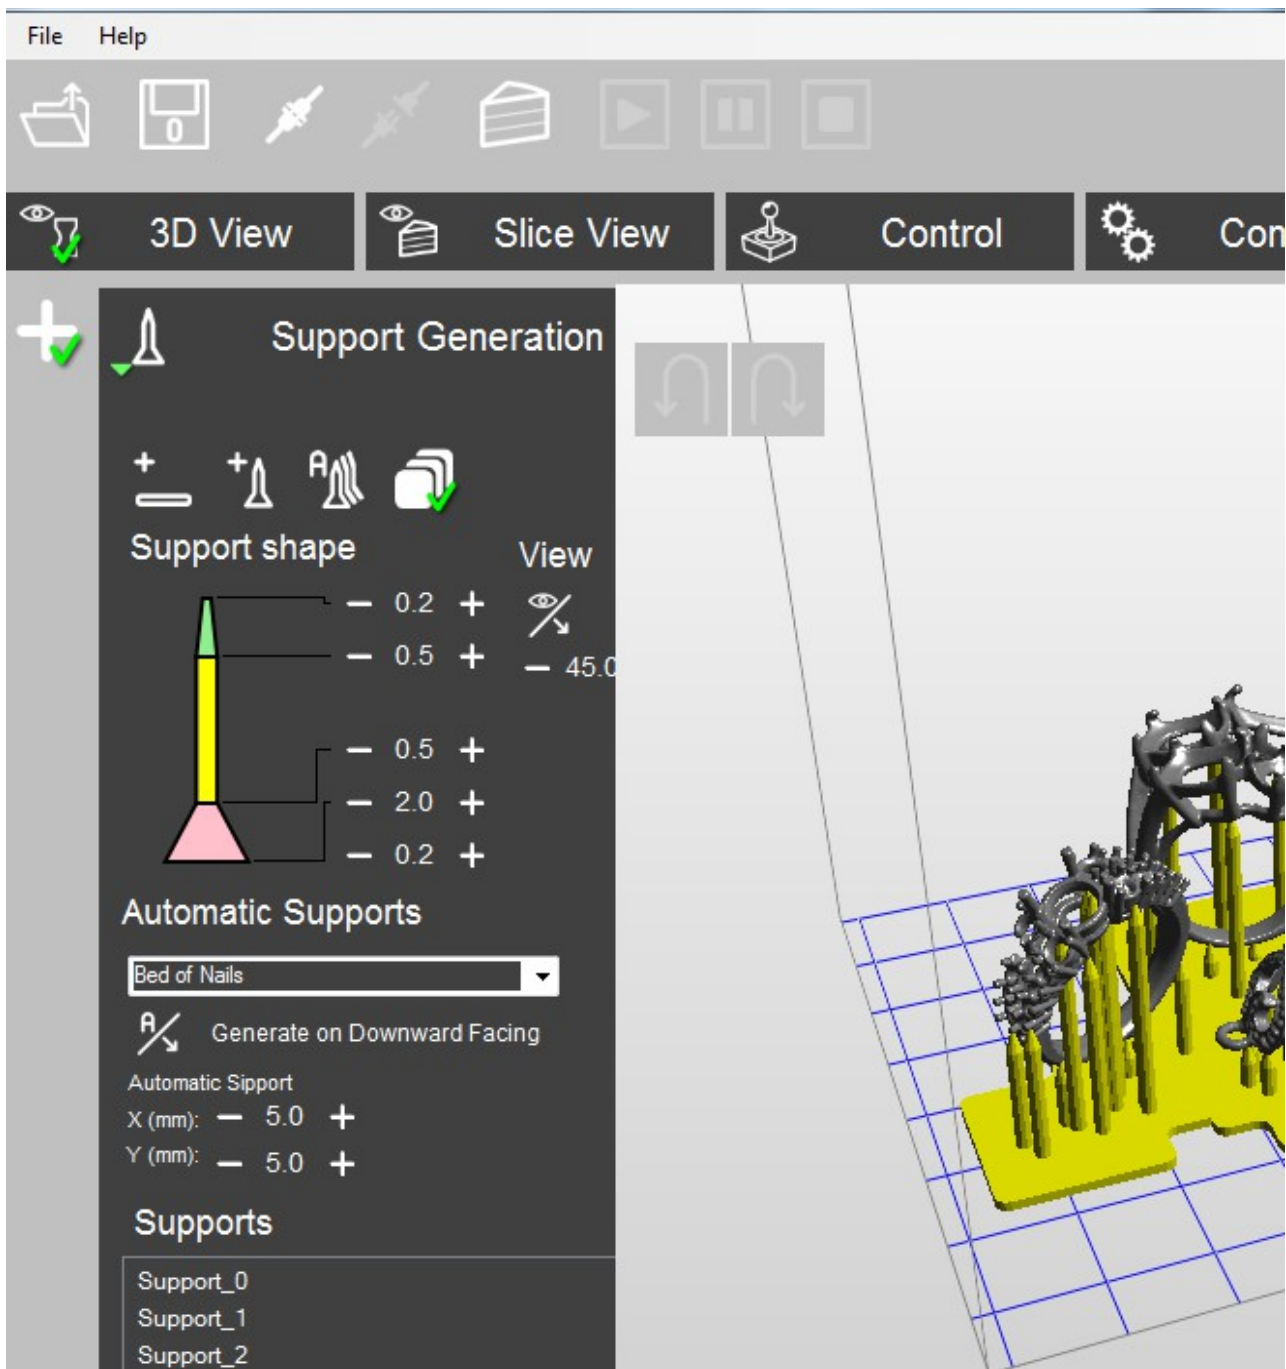 File Help
0
3D View Slice View Control Con
Support Generation
A
Support shape
View
0.2
0.5
45.0
0.5
2.0
0.2
Automatic Supports
Bed of Nails
A Generate on Downward Facing
Automatic Sipport
X (mm): 5.0
Y (mm): 5.0
Supports
Support_0
Support_1
Support_2